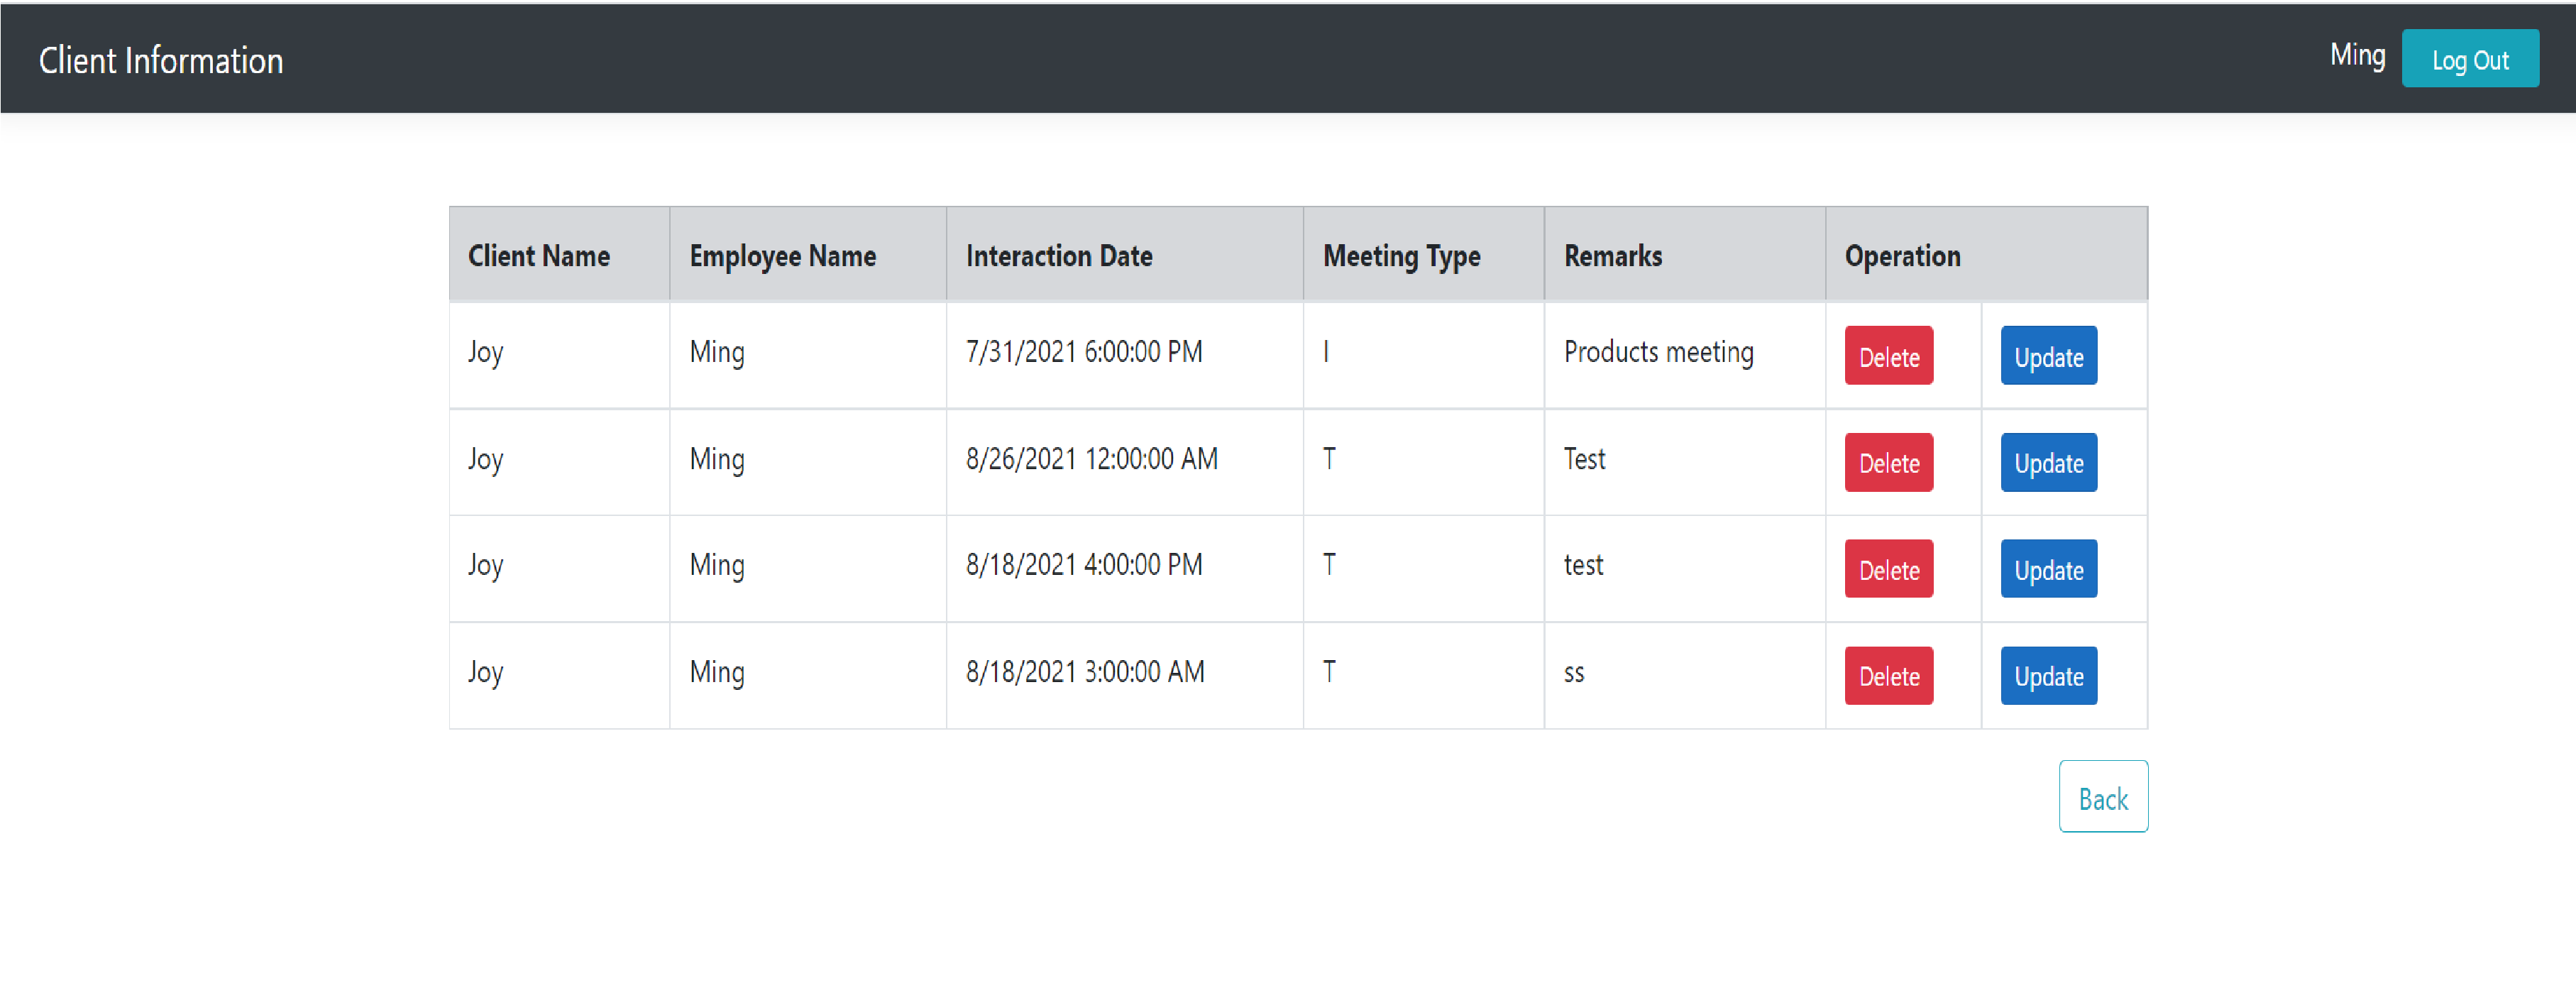 Client Information Ming Log Out
Client Name Employee Name Interaction Date Meeting Type Remarks Operation
Joy Ming 7/31/2021 6:00:00 PM I Products meeting Delete Update
Joy Ming 8/26/2021 12:00:00 AM T Test Delete Update
Joy Ming 8/18/2021 4:00:00 PM T test Delete Update
Joy Ming 8/18/2021 3:00:00 AM T ss Delete Update
Back